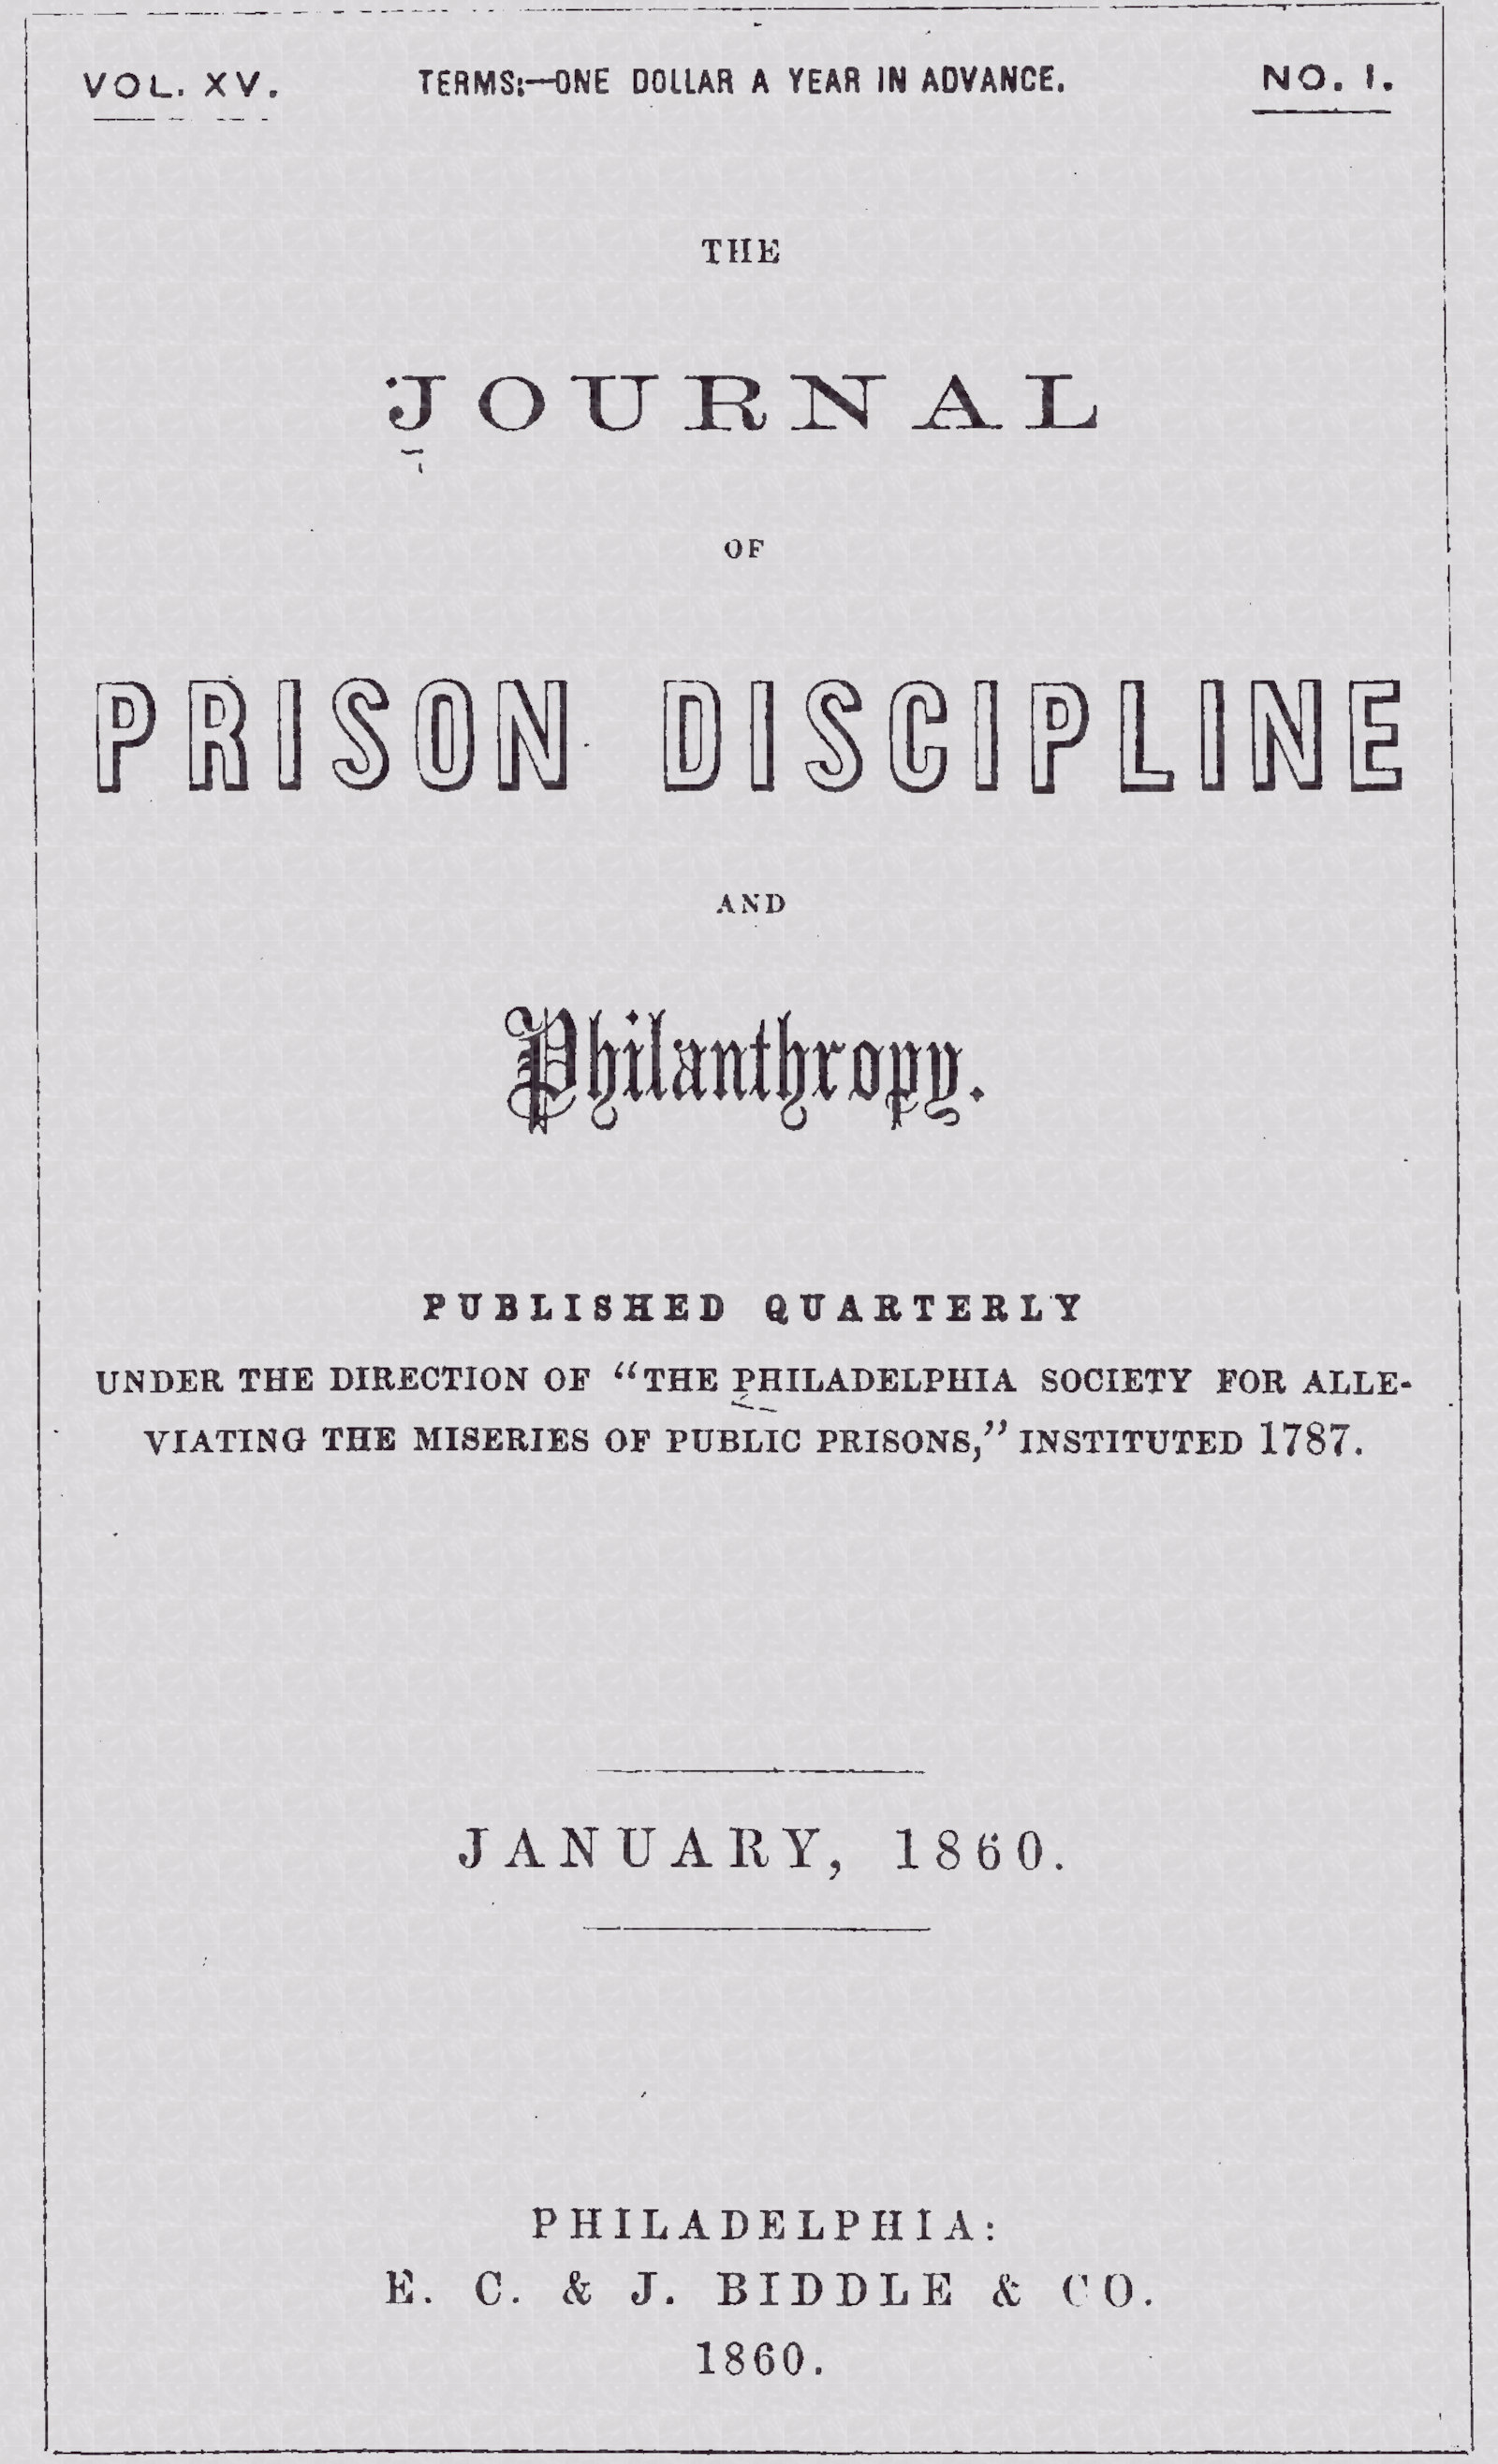 VOL. XV. TERMS:—ONE DOLLAR A YEAR IN ADVANCE. NO. I.
THE
JOURNAL
OF
PRISON DISCIPLINE
AND
Philanthropy.
PUBLISHED QUARTERLY
UNDER THE DIRECTION OF “THE PHILADELPHIA SOCIETY FOR ALLE-
VIATING THE MISERIES OF PUBLIC PRISONS,” INSTITUTED 1787.
JANUARY, 1860.
PHILADELPHIA:
E. C. & J. BIDDLE & CO.
1860.